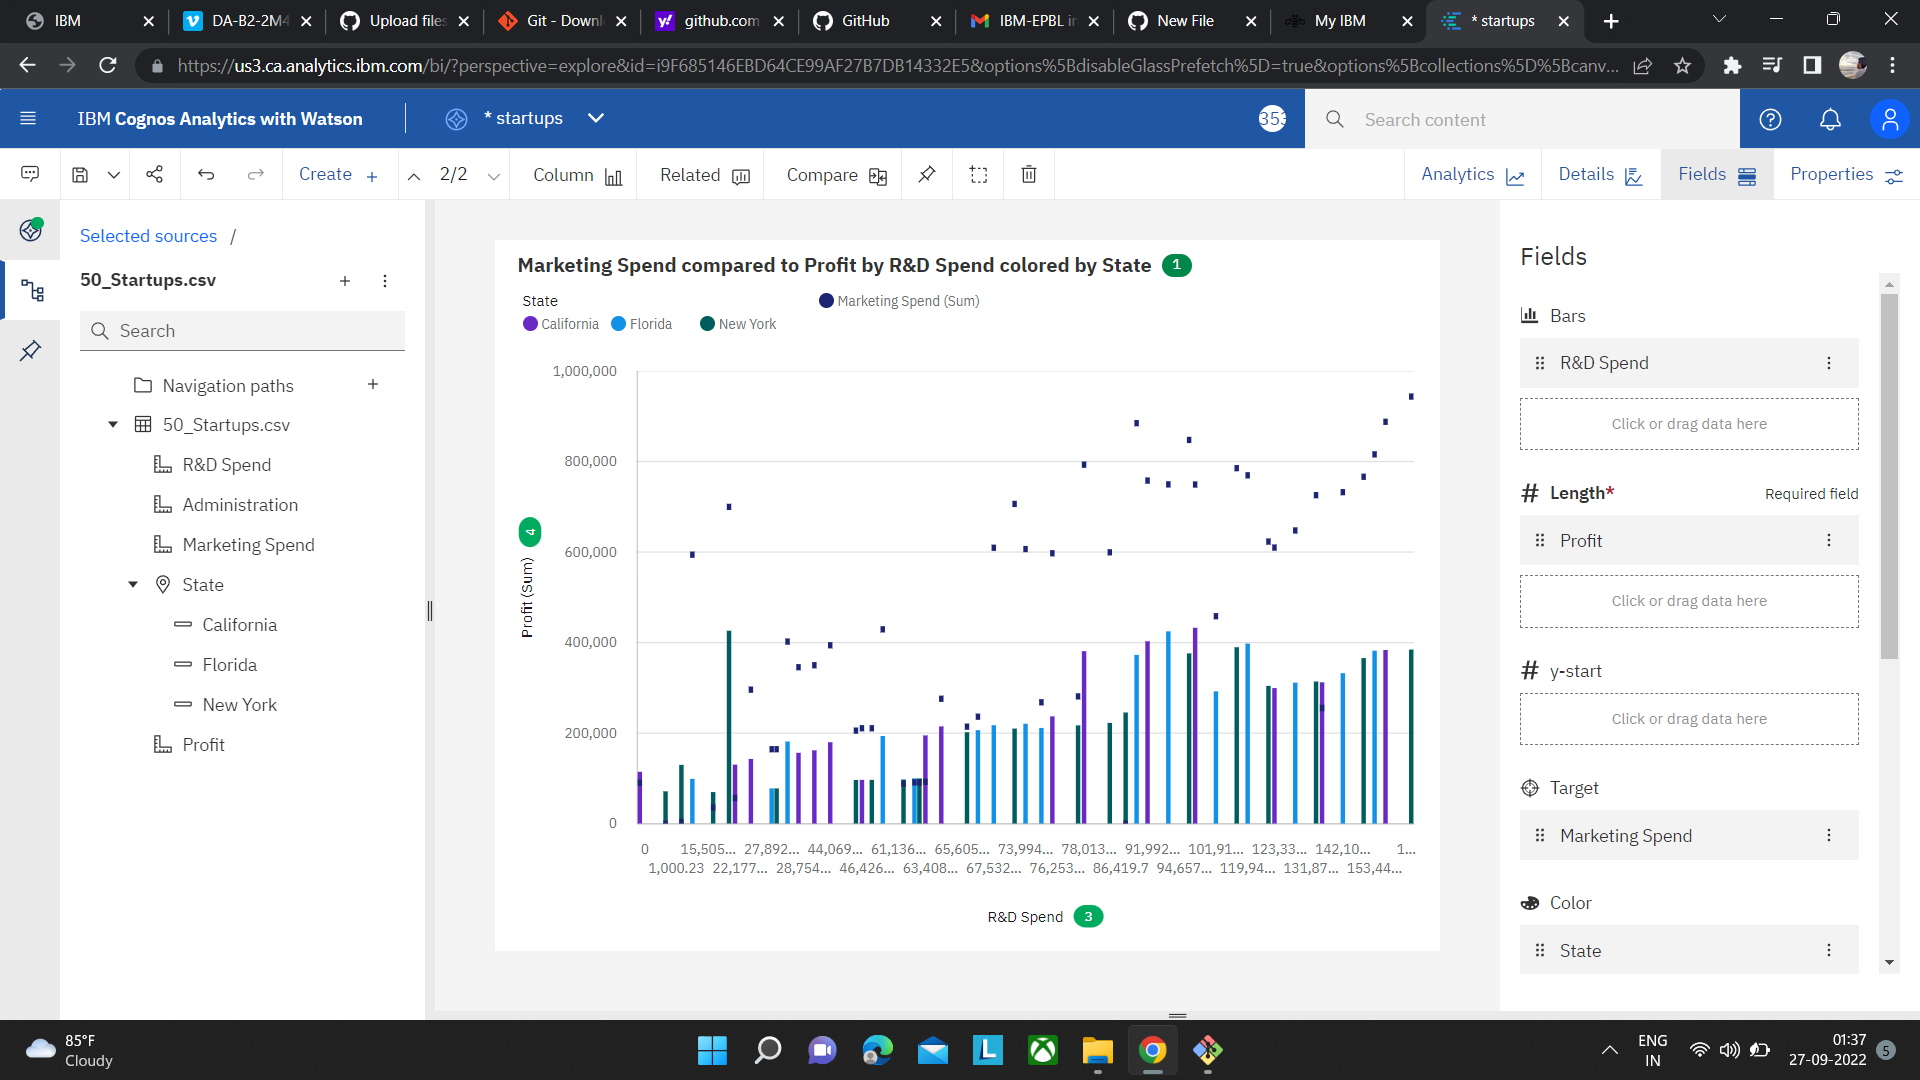 IBM
DA-B2-2M4
Upload files
Git - Downl
github.com
GitHub
IBM-EPBL in
New File
My IBM
* startups
https://us3.ca.analytics.ibm.com/bi/?perspective=explore&id=i9F685146EBD64CE99AF27B7DB14332E5&options%5BdisableGlassPrefetch%5D=true&options%5Bcollections%5D%5Bcanv...
IBM Cognos Analytics with Watson
* startups
353
Search content
Create
2/2
Column
Related
Compare
Analytics
Details
Fields
Properties
Selected sources /
50_Startups.csv
Search
Navigation paths
50_Startups.csv
R&D Spend
Administration
Marketing Spend
State
California
Florida
New York
Profit
Marketing Spend compared to Profit by R&D Spend colored by State 1
State
Marketing Spend (Sum)
California
Florida
New York
1,000,000
800,000
600,000
400,000
200,000
0
4
Profit (Sum)
0 15,505... 27,892... 44,069... 61,136... 65,605... 73,994... 78,013... 91,992... 101,91... 123,33... 142,10... 1...
1,000.23 22,177... 28,754... 46,426... 63,408... 67,532... 76,253... 86,419.7 94,657... 119,94... 131,87... 153,44...
R&D Spend 3
Fields
Bars
R&D Spend
Click or drag data here
Length* Required field
Profit
Click or drag data here
y-start
Click or drag data here
Target
Marketing Spend
Color
State
85°F
Cloudy
ENG
IN
01:37
27-09-2022
5